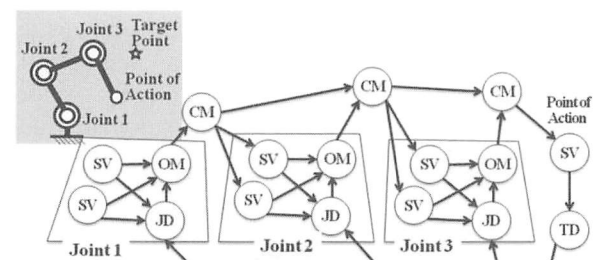 Joint 3
Target
Point
Joint 2
Point of
Action
Joint 1
CM
CM
CM
Point of
Action
SV
OM
SV
OM
SV
OM
SV
SV
SV
SV
JD
JD
JD
TD
Joint 1
Joint 2
Joint 3